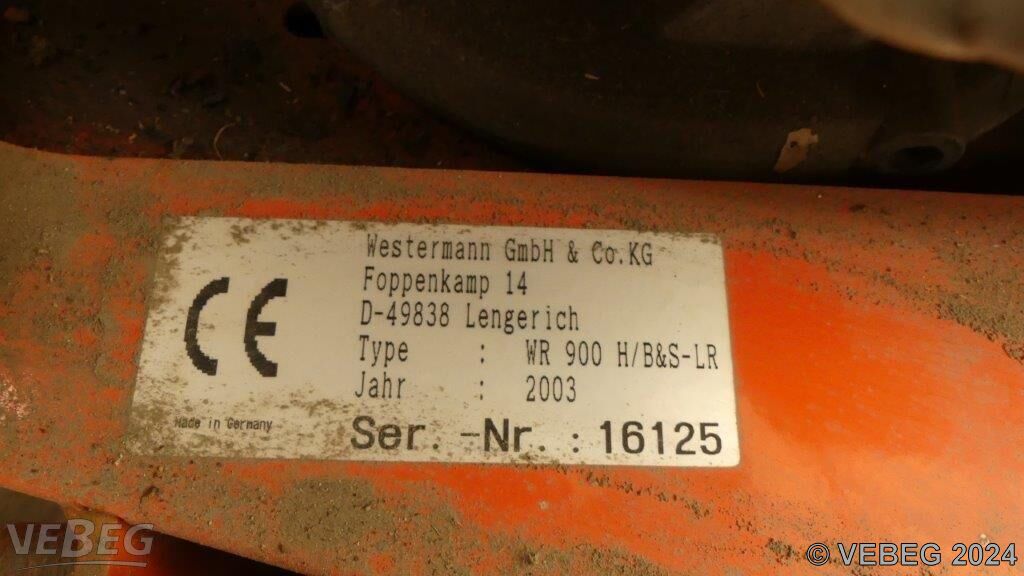 Westermann GmbH & Co.KG
Foppenkamp 14
D-49838 Lengerich
Type : WR 900 H/B&S-LR
Jahr : 2003
CE
Made in Germany
Ser. -Nr. : 16125
VEBEG
© VEBEG 2024